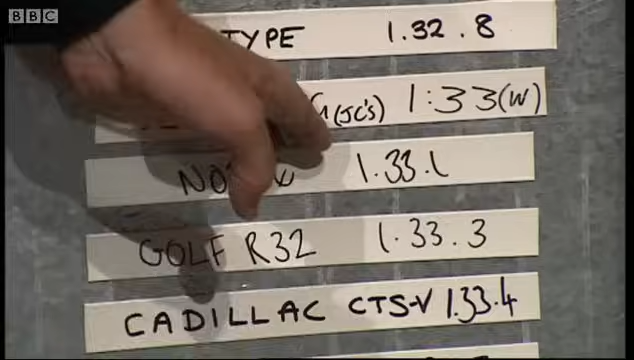 BBC
TYPE 1.32.8
(JC'S) 1:33(W)
1.33.1
GOLF R32 1.33.3
CADILLAC CTS-V 1.33.4